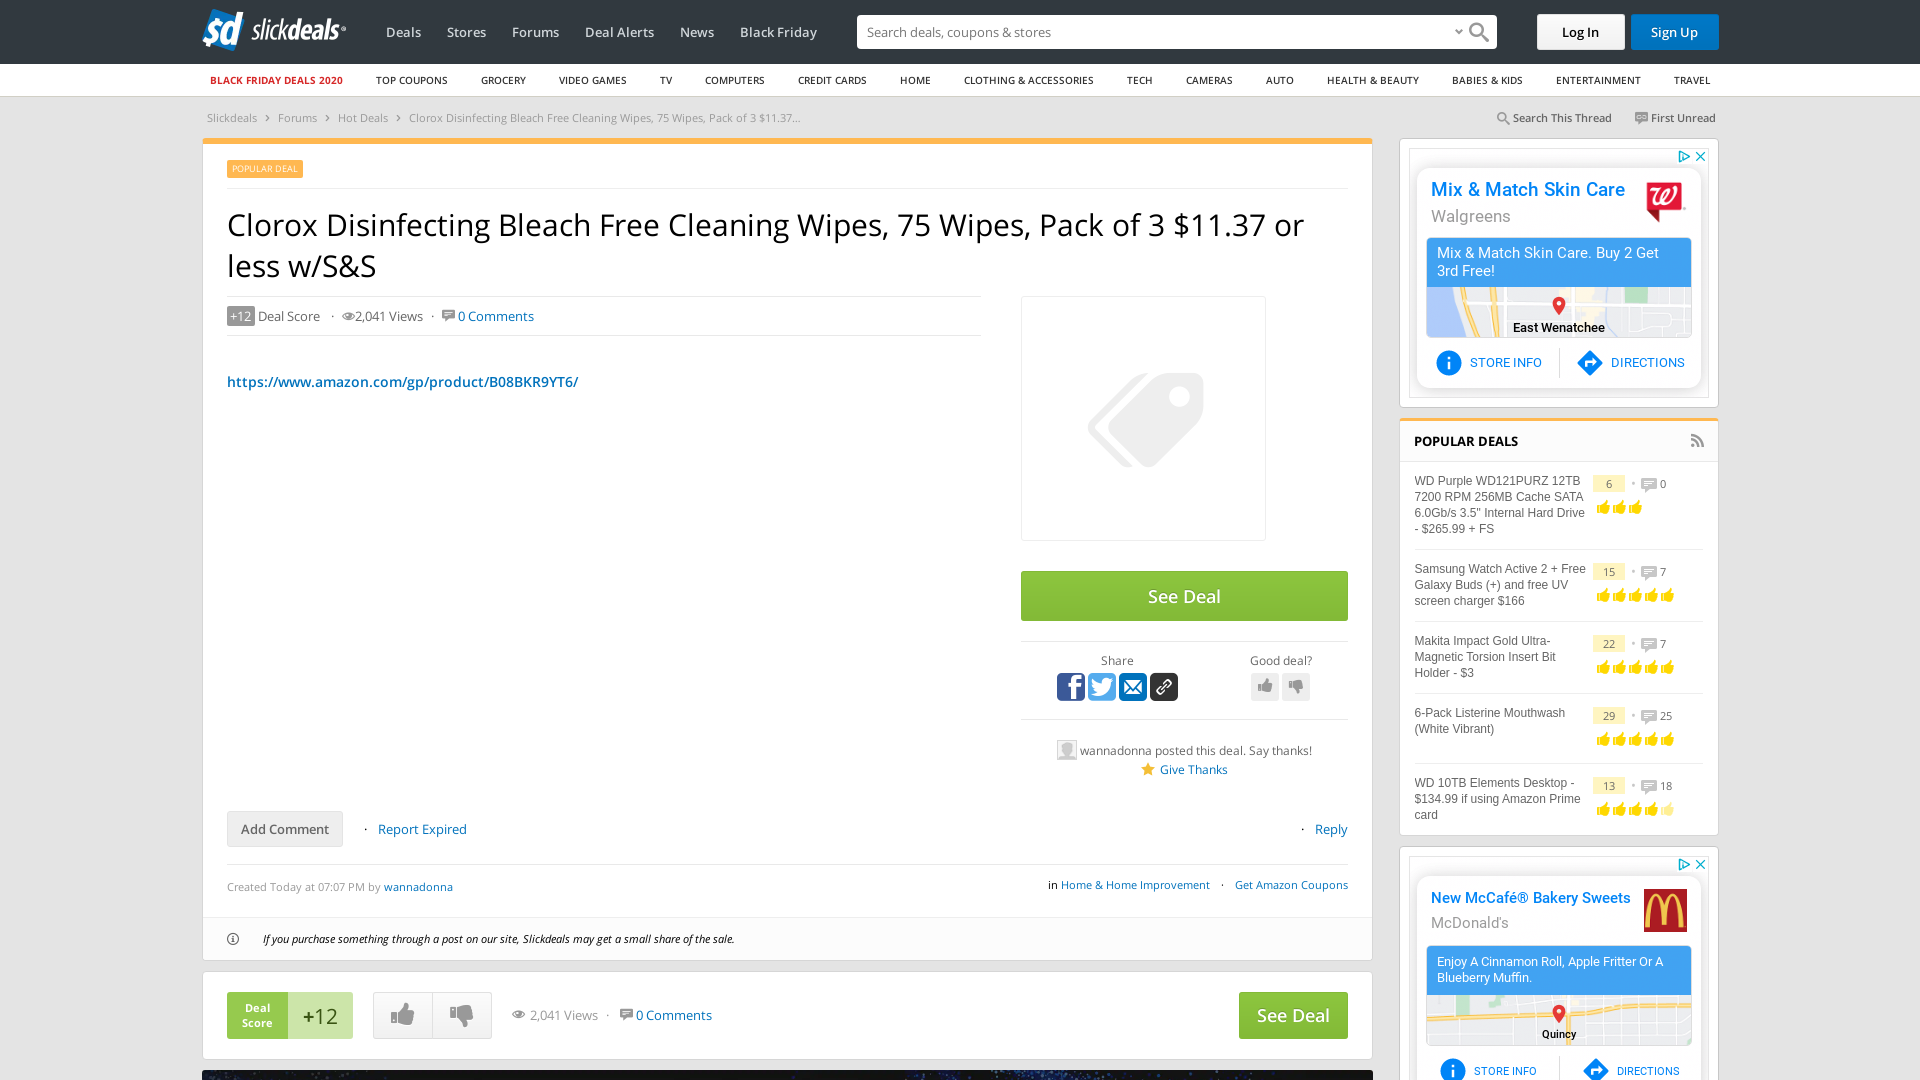 slickdeals
Deals Stores Forums Deal Alerts News Black Friday
Search deals, coupons & stores
Log In Sign Up
BLACK FRIDAY DEALS 2020 TOP COUPONS GROCERY VIDEO GAMES TV COMPUTERS CREDIT CARDS HOME CLOTHING & ACCESSORIES TECH CAMERAS AUTO HEALTH & BEAUTY BABIES & KIDS ENTERTAINMENT TRAVEL
Slickdeals › Forums › Hot Deals › Clorox Disinfecting Bleach Free Cleaning Wipes, 75 Wipes, Pack of 3 $11.37...
Search This Thread First Unread
POPULAR DEAL
Clorox Disinfecting Bleach Free Cleaning Wipes, 75 Wipes, Pack of 3 $11.37 or
less w/S&S
+12 Deal Score · 2,041 Views · 0 Comments
https://www.amazon.com/gp/product/B08BKR9YT6/
See Deal
Share
Good deal?
wannadonna posted this deal. Say thanks!
Give Thanks
Add Comment · Report Expired
· Reply
Created Today at 07:07 PM by wannadonna
in Home & Home Improvement · Get Amazon Coupons
If you purchase something through a post on our site, Slickdeals may get a small share of the sale.
Deal
Score
+12
2,041 Views · 0 Comments
See Deal
Mix & Match Skin Care
Walgreens
Mix & Match Skin Care. Buy 2 Get
3rd Free!
East Wenatchee
STORE INFO DIRECTIONS
POPULAR DEALS
WD Purple WD121PURZ 12TB
7200 RPM 256MB Cache SATA
6.0Gb/s 3.5" Internal Hard Drive
- $265.99 + FS
6 • 0
Samsung Watch Active 2 + Free
Galaxy Buds (+) and free UV
screen charger $166
15 • 7
Makita Impact Gold Ultra-
Magnetic Torsion Insert Bit
Holder - $3
22 • 7
6-Pack Listerine Mouthwash
(White Vibrant)
29 • 25
WD 10TB Elements Desktop -
$134.99 if using Amazon Prime
card
13 • 18
New McCafé® Bakery Sweets
McDonald's
Enjoy A Cinnamon Roll, Apple Fritter Or A
Blueberry Muffin.
Quincy
STORE INFO DIRECTIONS